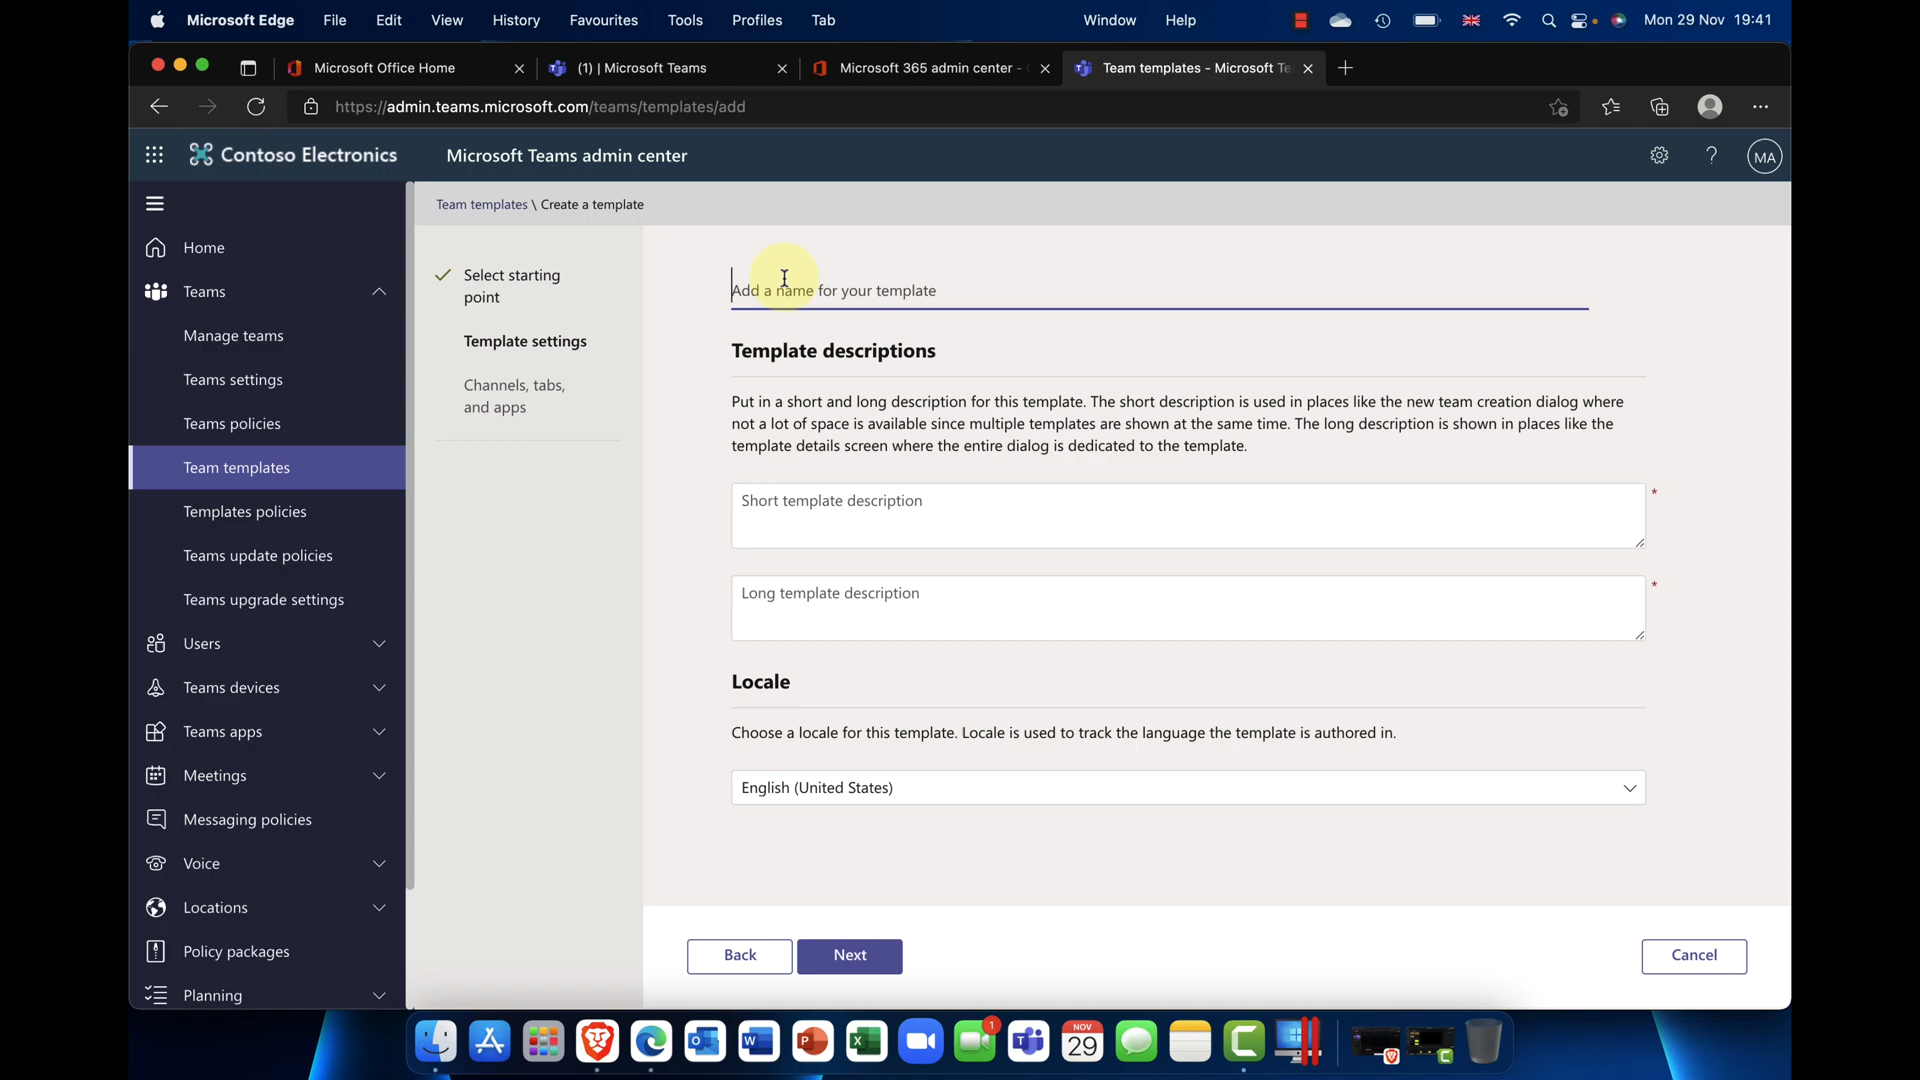 Microsoft Edge File Edit View History Favourites Tools Profiles Tab Window Help Mon 29 Nov 19:41
Microsoft Office Home (1) | Microsoft Teams Microsoft 365 admin center - Team templates - Microsoft Te
https://admin.teams.microsoft.com/teams/templates/add
Contoso Electronics Microsoft Teams admin center ? MA
Team templates \ Create a template
Home
Teams
Manage teams
Teams settings
Teams policies
Team templates
Templates policies
Teams update policies
Teams upgrade settings
Users
Teams devices
Teams apps
Meetings
Messaging policies
Voice
Locations
Policy packages
Planning
Select starting
point
Template settings
Channels, tabs,
and apps
Add a name for your template
Template descriptions
Put in a short and long description for this template. The short description is used in places like the new team creation dialog where
not a lot of space is available since multiple templates are shown at the same time. The long description is shown in places like the
template details screen where the entire dialog is dedicated to the template.
Short template description *
Long template description *
Locale
Choose a locale for this template. Locale is used to track the language the template is authored in.
English (United States)
Back Next Cancel
1
NOV
29